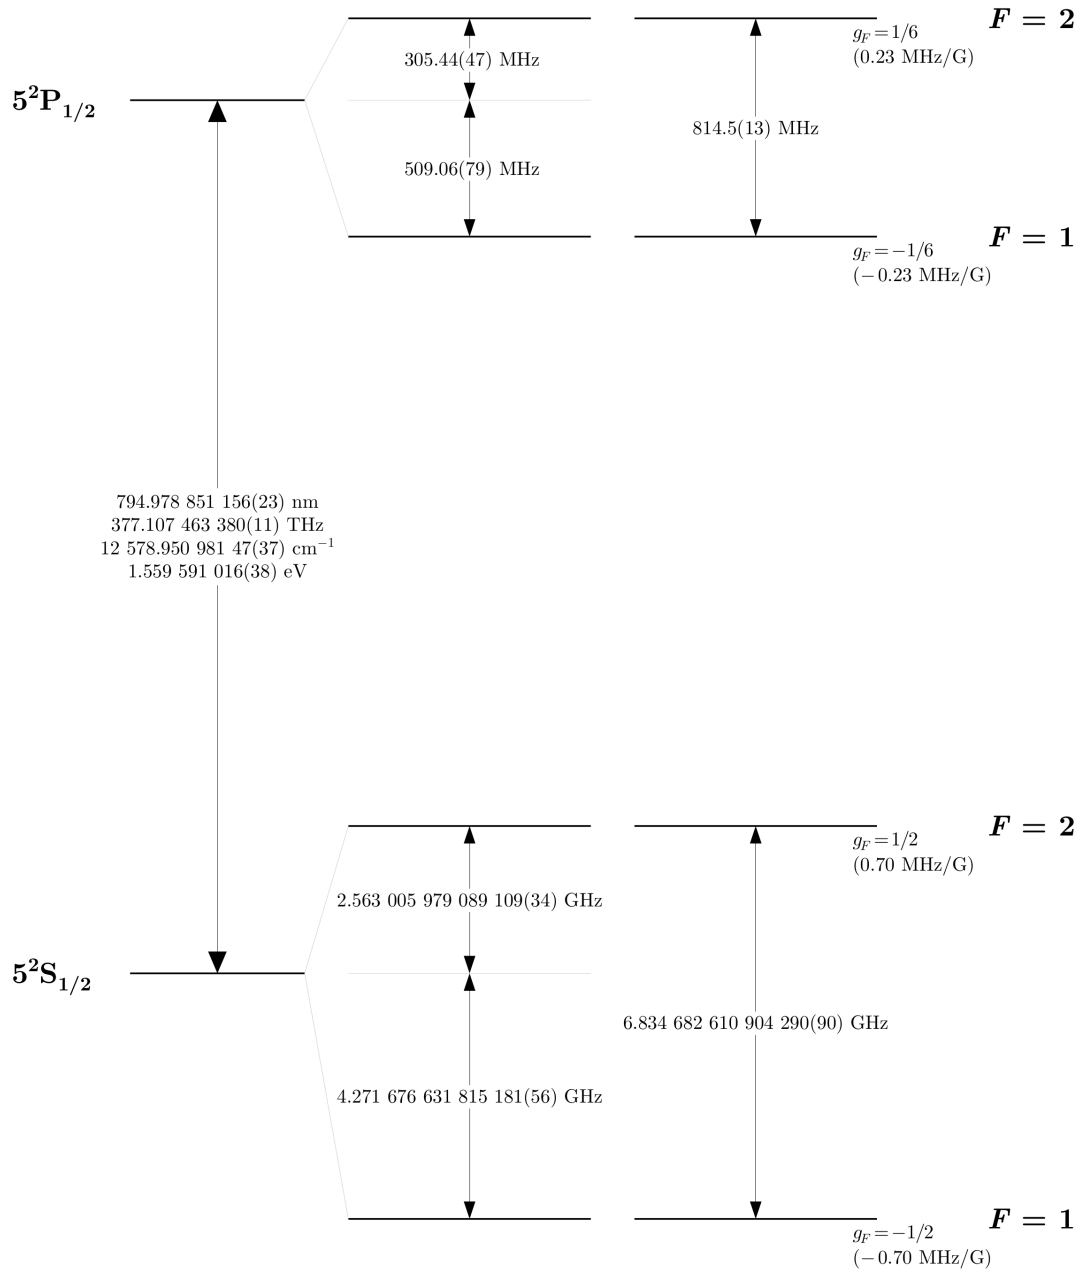 F = 2
g_F = 1/6
(0.23 MHz/G)
305.44(47) MHz
5²P₁/₂
814.5(13) MHz
509.06(79) MHz
F = 1
g_F = −1/6
(−0.23 MHz/G)
794.978 851 156(23) nm
377.107 463 380(11) THz
12 578.950 981 47(37) cm⁻¹
1.559 591 016(38) eV
F = 2
g_F = 1/2
(0.70 MHz/G)
2.563 005 979 089 109(34) GHz
5²S₁/₂
6.834 682 610 904 290(90) GHz
4.271 676 631 815 181(56) GHz
F = 1
g_F = −1/2
(−0.70 MHz/G)